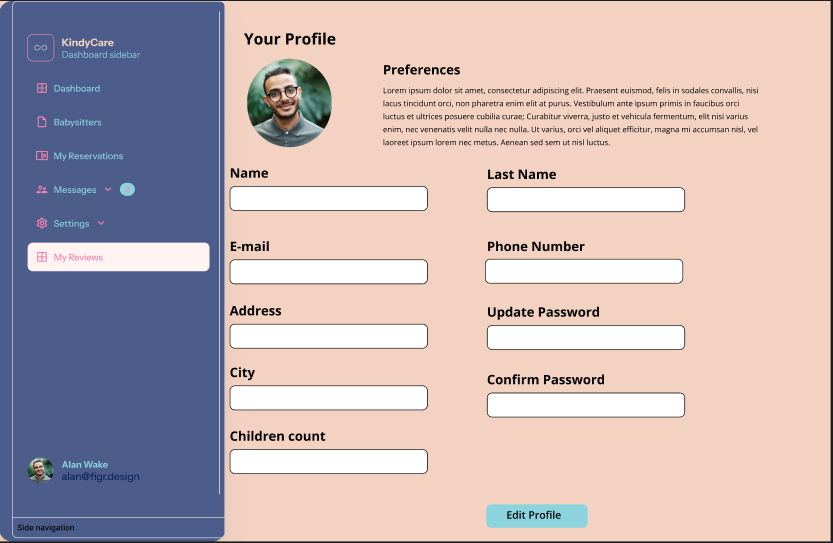 KindyCare
Dashboard sidebar
Dashboard
Babysitters
My Reservations
Messages
Settings
My Reviews
Alan Wake
alan@figr.design
Side navigation
Your Profile
Preferences
Lorem ipsum dolor sit amet, consectetur adipiscing elit. Praesent euismod, felis in sodales convallis, nisi
lacus tincidunt orci, non pharetra enim elit at purus. Vestibulum ante ipsum primis in faucibus orci
luctus et ultrices posuere cubilia curae; Curabitur viverra, justo et vehicula fermentum, elit nisi varius
enim, nec venenatis velit nulla nec nulla. Ut varius, orci vel aliquet efficitur, magna mi accumsan nisl, vel
laoreet ipsum lorem nec metus. Aenean sed sem ut nisl luctus.
Name
Last Name
E-mail
Phone Number
Address
Update Password
City
Confirm Password
Children count
Edit Profile